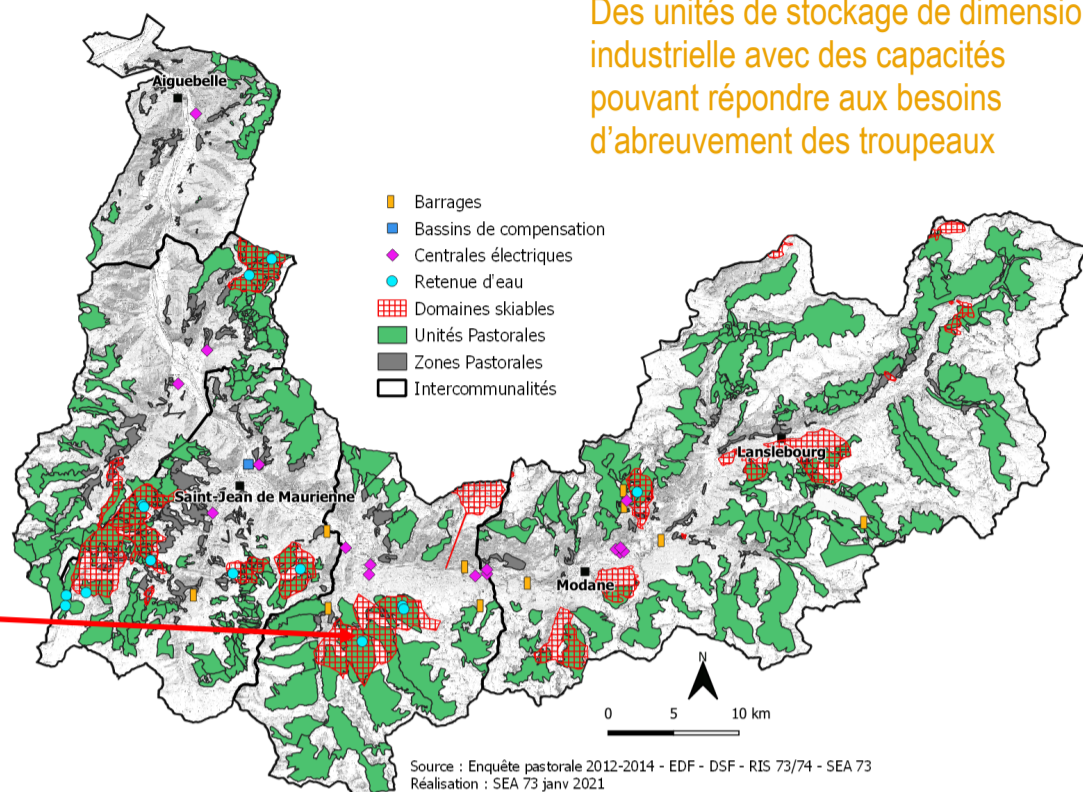 Des unités de stockage de dimensio
industrielle avec des capacités
pouvant répondre aux besoins
d'abreuvement des troupeaux
Aiguebelle
Barrages
Bassins de compensation
Centrales électriques
Retenue d'eau
Domaines skiables
Unités Pastorales
Zones Pastorales
Intercommunalités
Lanslebourg
Saint-Jean de Maurienne
Modane
N
0 5 10 km
Source : Enquête pastorale 2012-2014 - EDF - DSF - RIS 73/74 - SEA 73
Réalisation : SEA 73 janv 2021